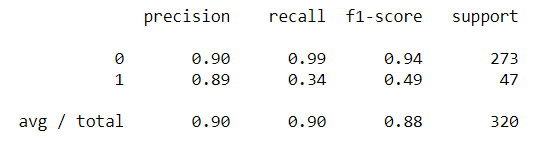 precision recall f1-score support
0 0.90 0.99 0.94 273
1 0.89 0.34 0.49 47
avg / total 0.90 0.90 0.88 320